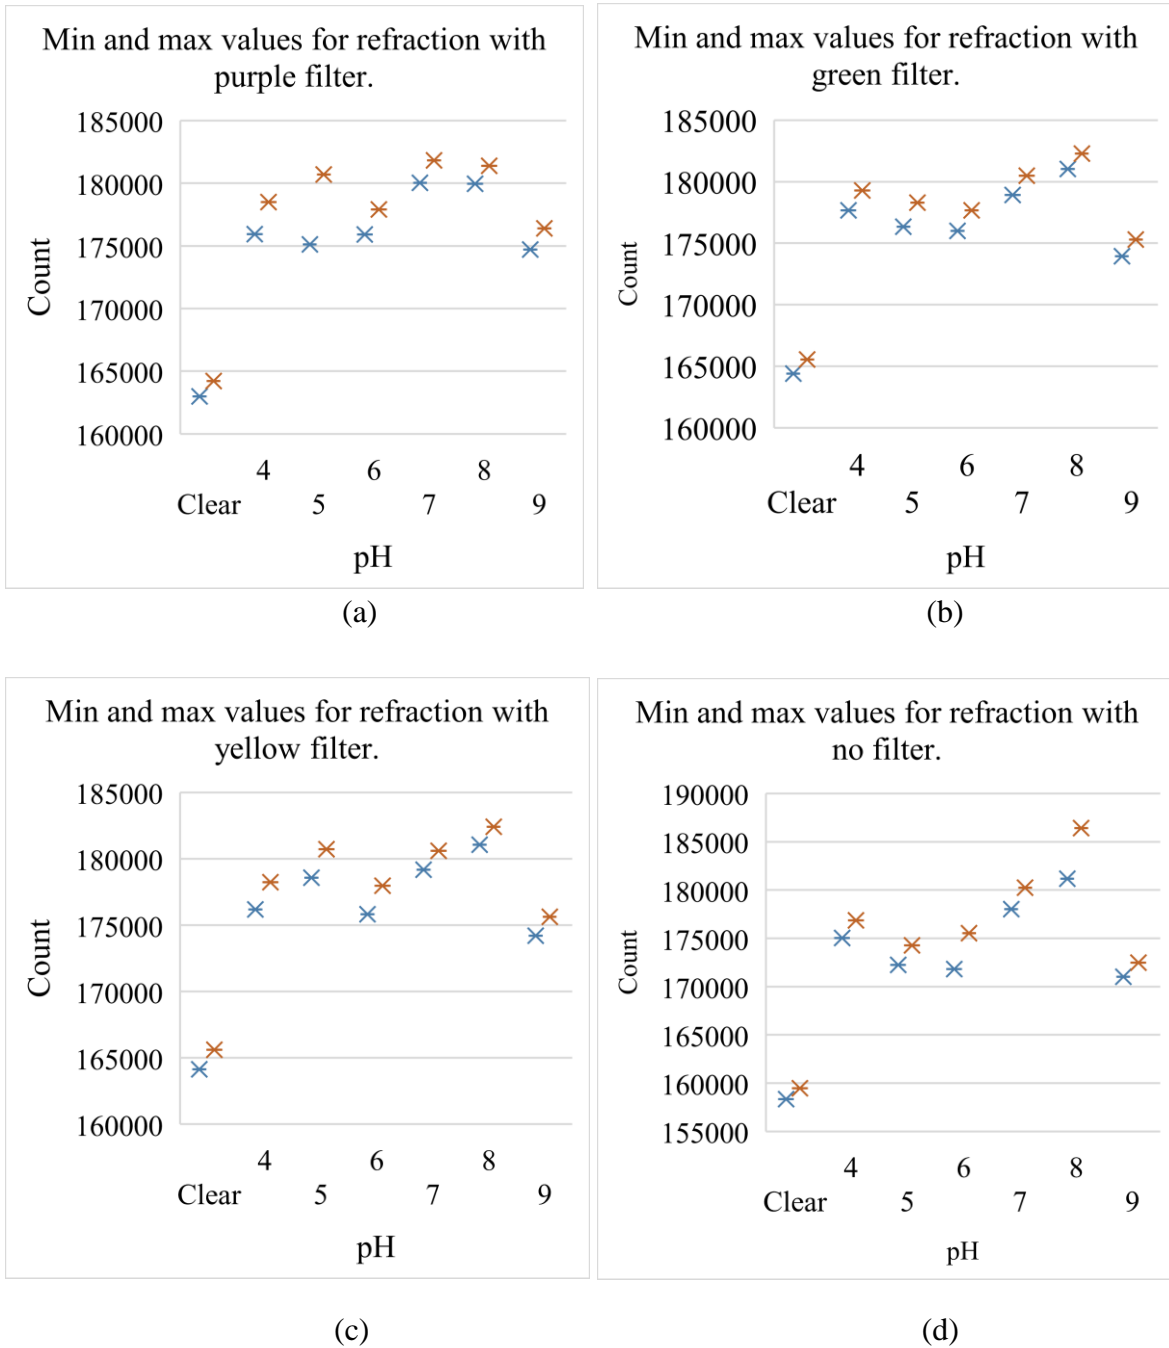 Min and max values for refraction with
purple filter.
185000
180000
175000
170000
165000
160000
Count
4
6
8
Clear
5
7
9
pH
(a)
Min and max values for refraction with
green filter.
185000
180000
175000
170000
165000
160000
Count
4
6
8
Clear
5
7
9
pH
(b)
Min and max values for refraction with
yellow filter.
185000
180000
175000
170000
165000
160000
Count
4
6
8
Clear
5
7
9
pH
(c)
Min and max values for refraction with
no filter.
190000
185000
180000
175000
170000
165000
160000
155000
Count
4
6
8
Clear
5
7
9
pH
(d)